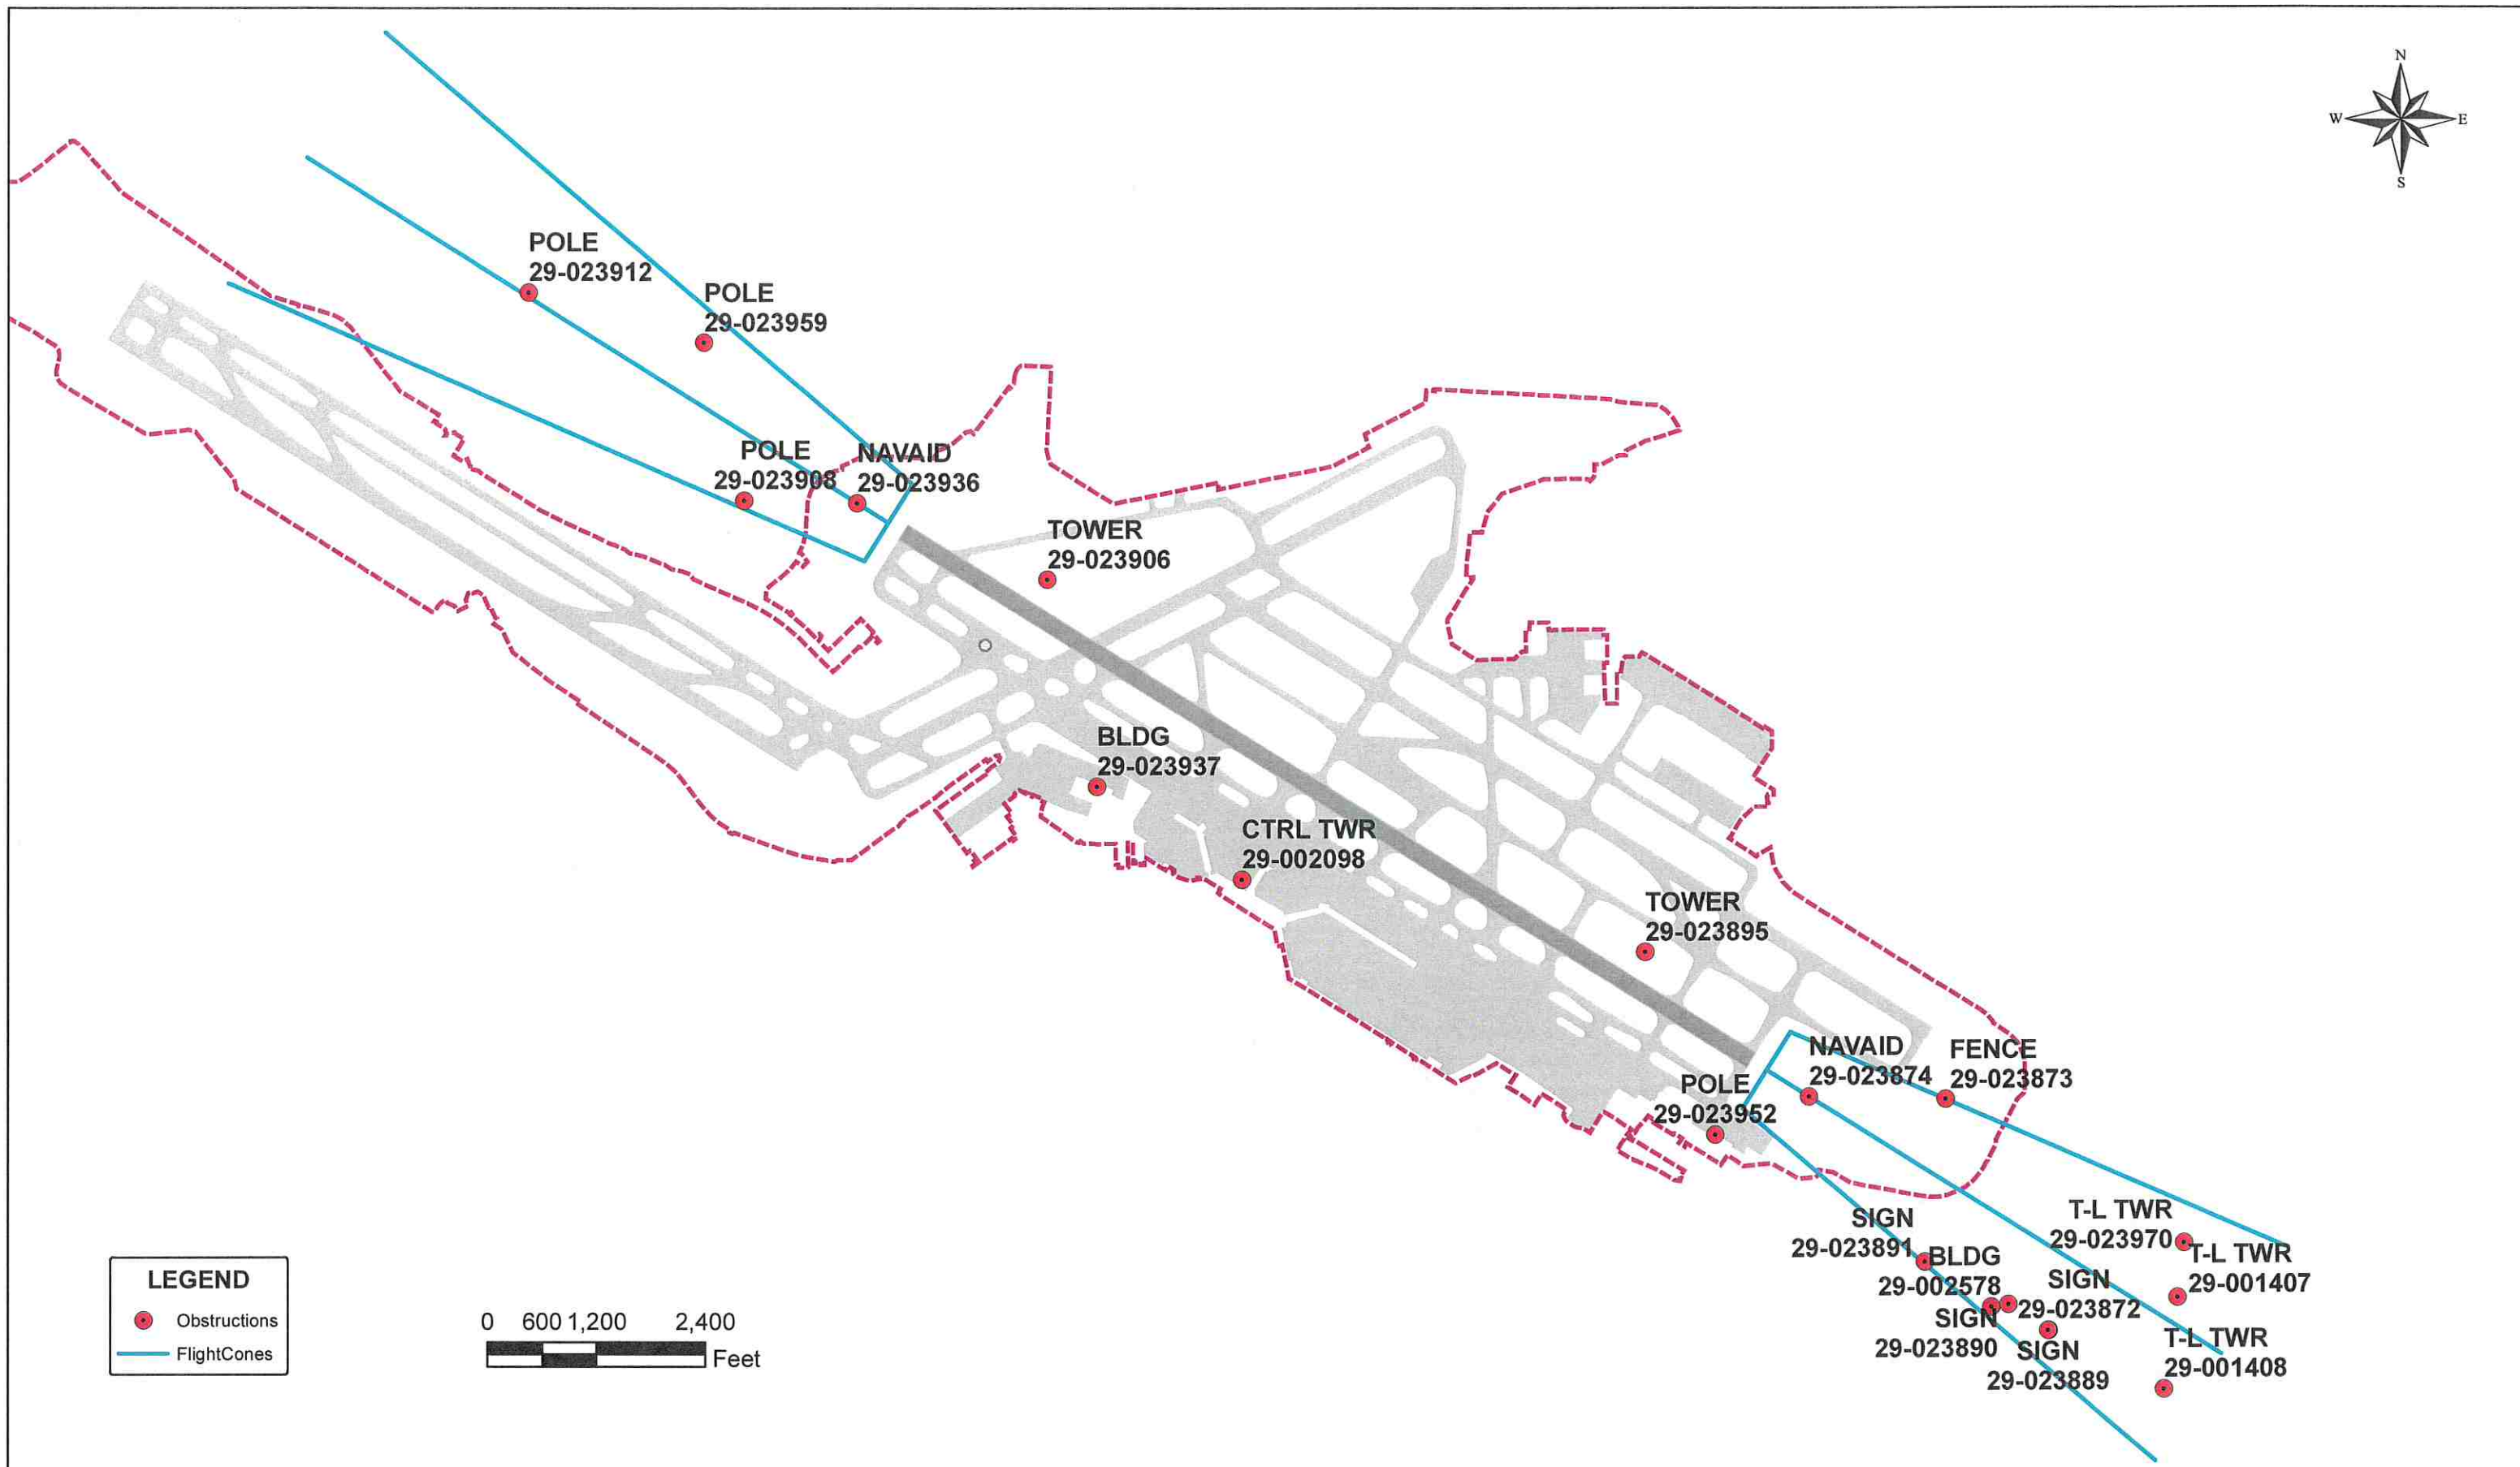 N
W
E
S
POLE
29-023912
POLE
29-023959
POLE
29-023908
NAVAID
29-023936
TOWER
29-023906
BLDG
29-023937
CTRL TWR
29-002098
TOWER
29-023895
NAVAID
29-023874
FENCE
29-023873
POLE
29-023952
T-L TWR
29-023970
SIGN
29-023891
T-L TWR
29-001407
BLDG
29-002578
SIGN
29-023872
SIGN
29-023890
T-L TWR
29-001408
SIGN
29-023889
LEGEND
Obstructions
FlightCones
0 600 1,200 2,400
Feet